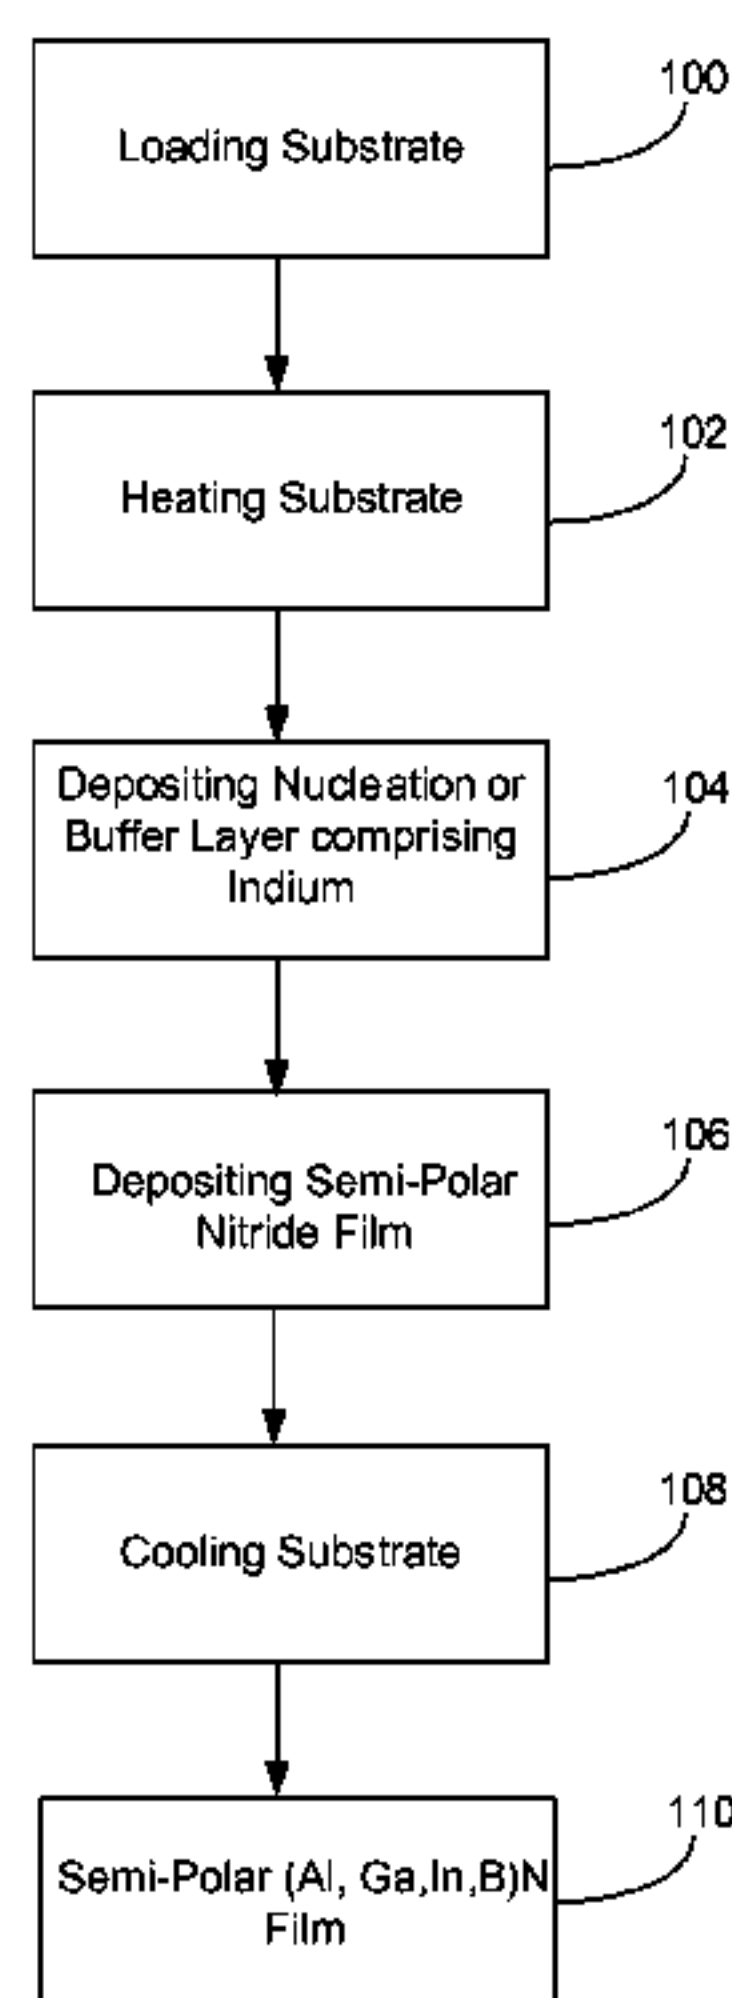 Loading Substrate
100
Heating Substrate
102
Depositing Nucleation or
Buffer Layer comprising
Indium
104
Depositing Semi-Polar
Nitride Film
106
Cooling Substrate
108
Semi-Polar (Al, Ga,In,B)N
Film
110